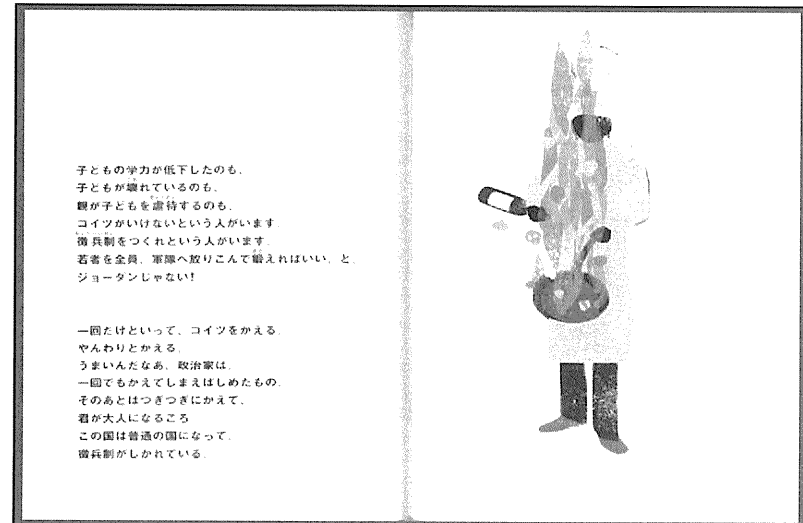 子どもの学力が低下したのも、
子どもが壊れているのも、
親が子どもを虐待するのも、
コイツがいけないという人がいます。
徴兵制をつくれという人がいます。
若者を全員、軍隊へ放りこんで鍛えればいい、と。
ジョーダンじゃない！
一回だけといって、コイツをかえる。
やんわりとかえる。
うまいんだなあ、政治家は。
一回でもかえてしまえばしめたもの。
そのあとはつぎつぎにかえて、
君が大人になるころ
この国は普通の国になって、
徴兵制がしかれている。